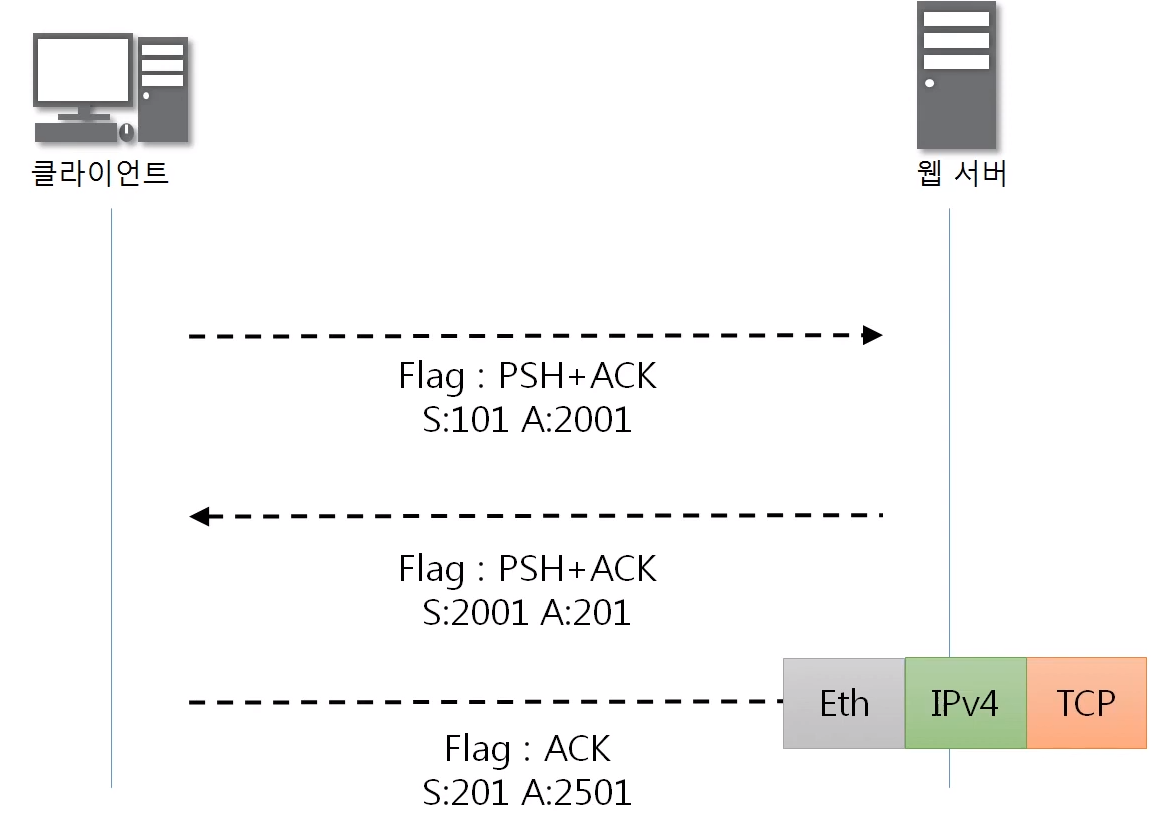 클라이언트
웹 서버
Flag : PSH+ACK
S:101 A:2001
Flag : PSH+ACK
S:2001 A:201
Eth IPv4 TCP
Flag : ACK
S:201 A:2501